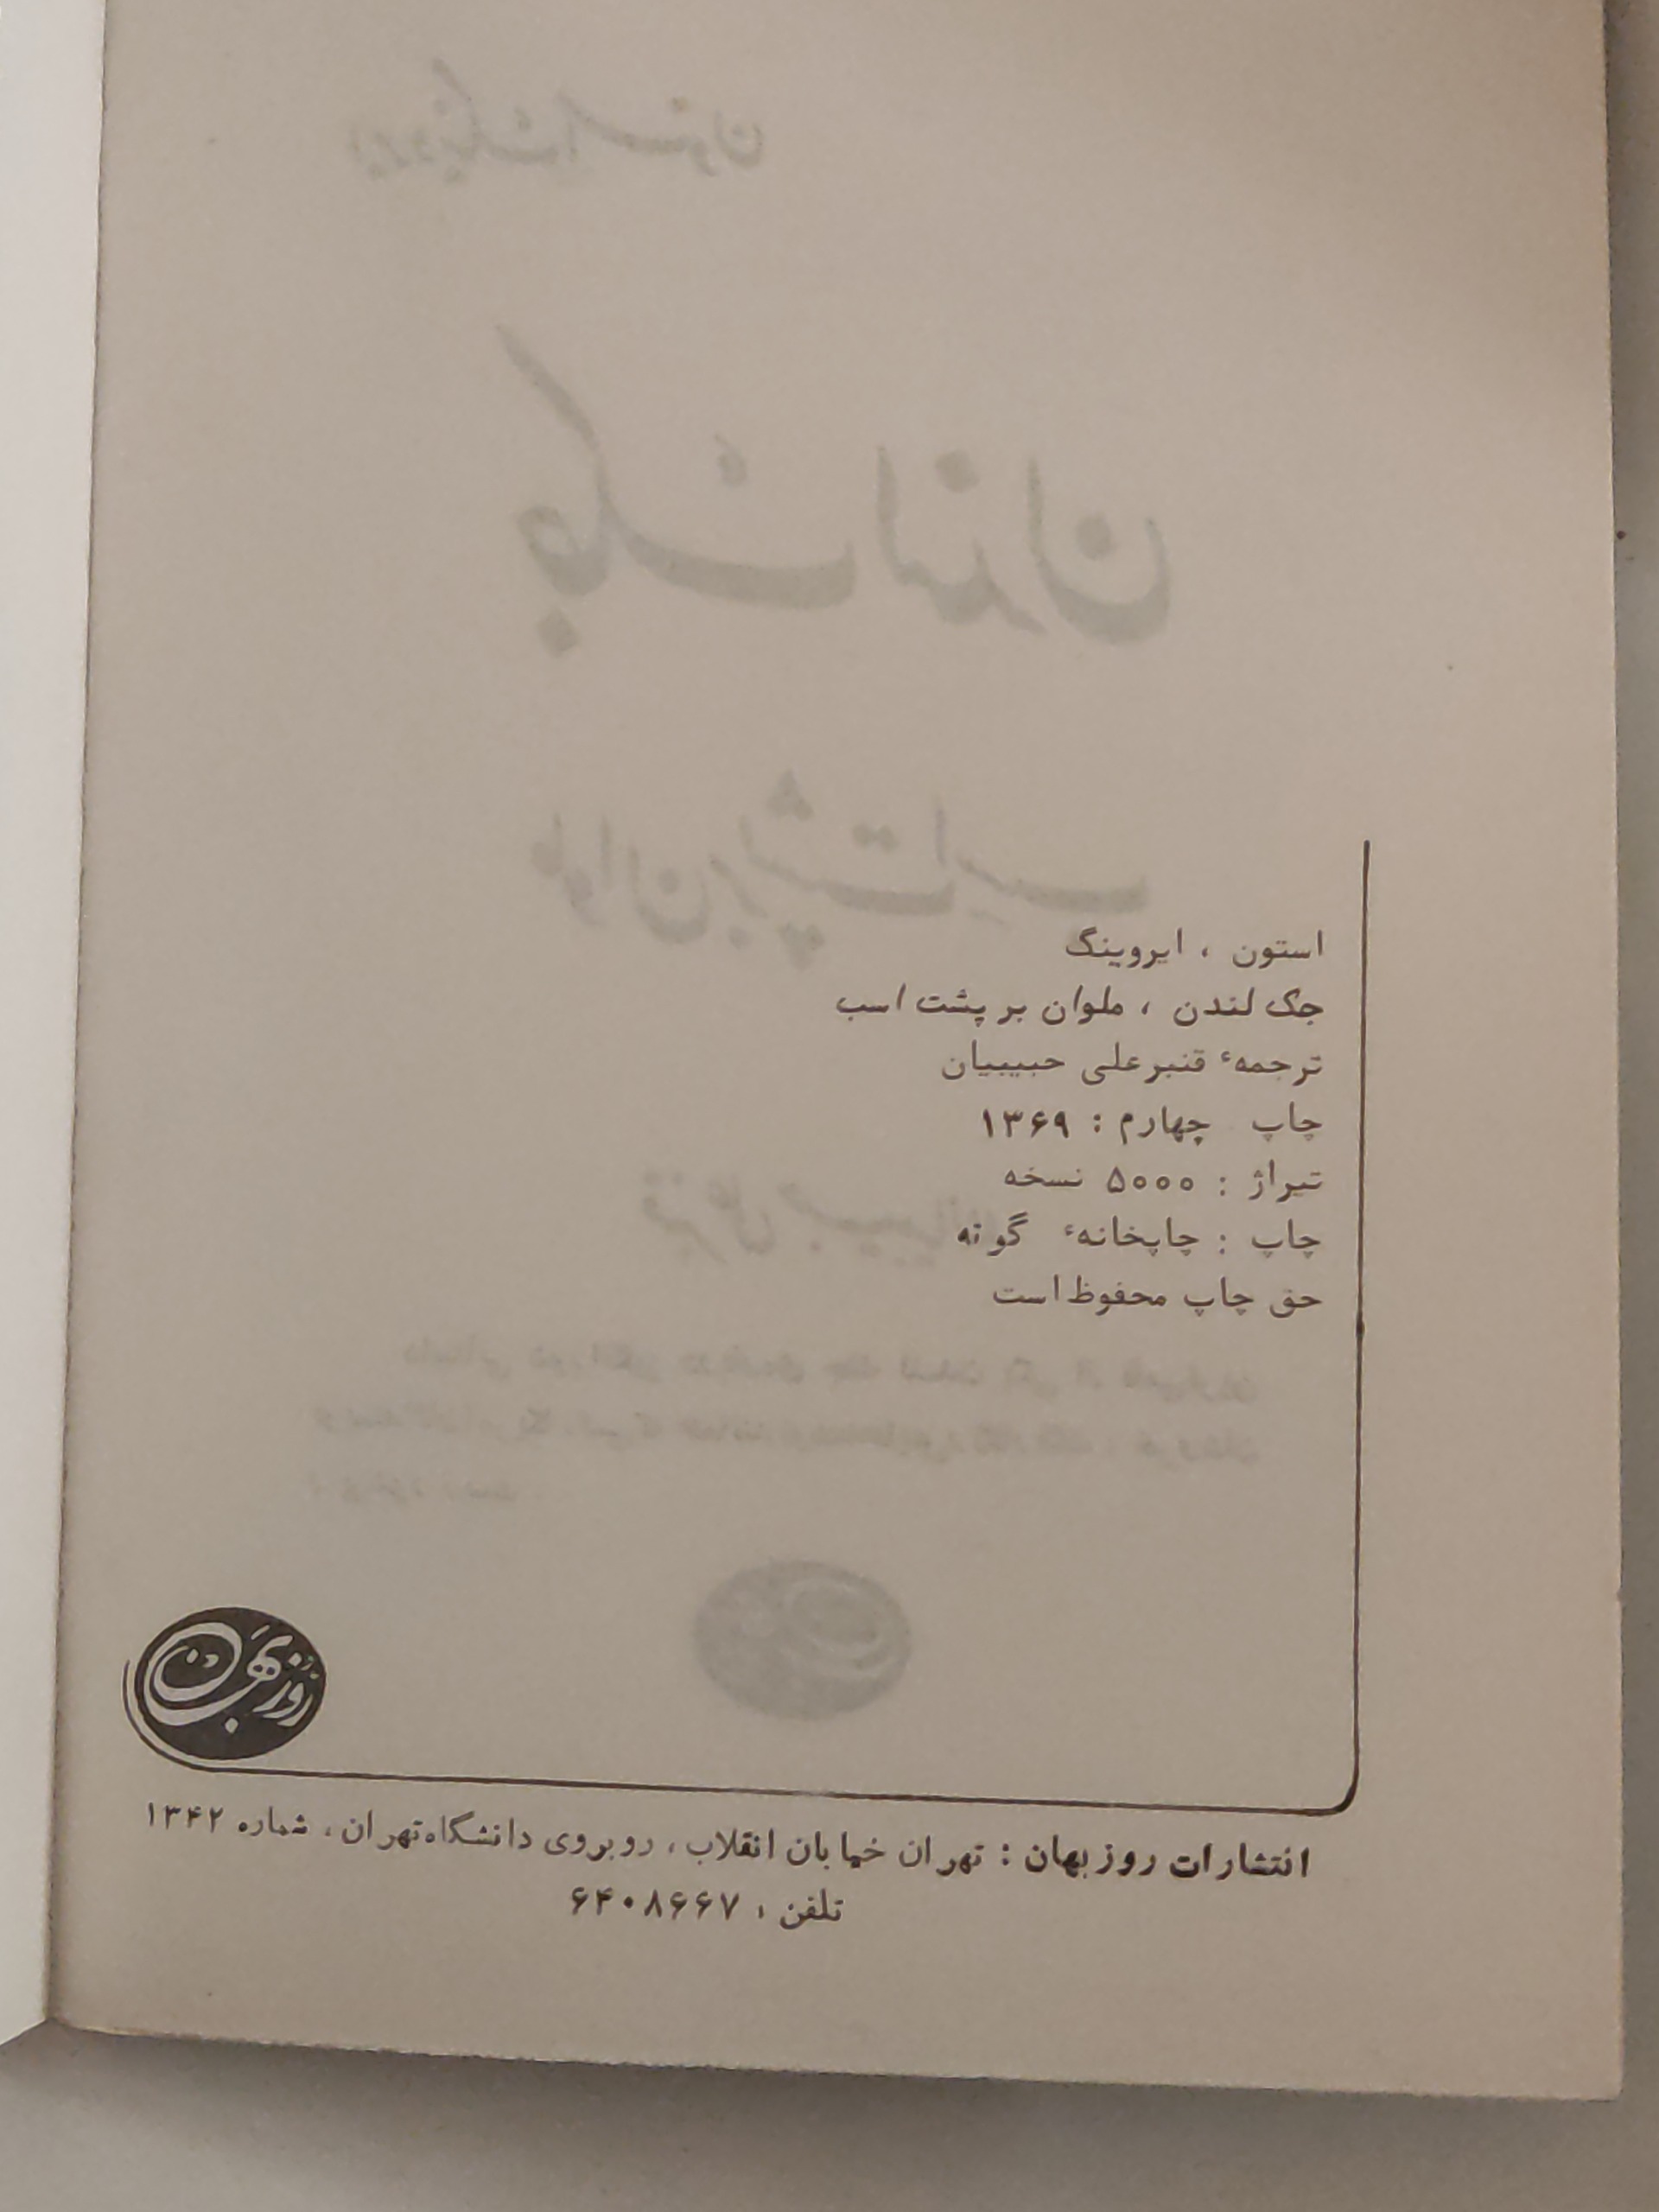 استون ، ایروینگ
جک لندن ، ملوان بر پشت اسب
ترجمهٔ قنبرعلی حبیبیان
چاپ چهارم : ۱۳۶۹
تیراژ : ۵۰۰۰ نسخه
چاپ : چاپخانهٔ گوته
حق چاپ محفوظ است
روزبهان
انتشارات روزبهان : تهران خیابان انقلاب، روبروی دانشگاه تهران، شماره ۱۳۴۲
تلفن ، ۶۴۰۸۶۶۷